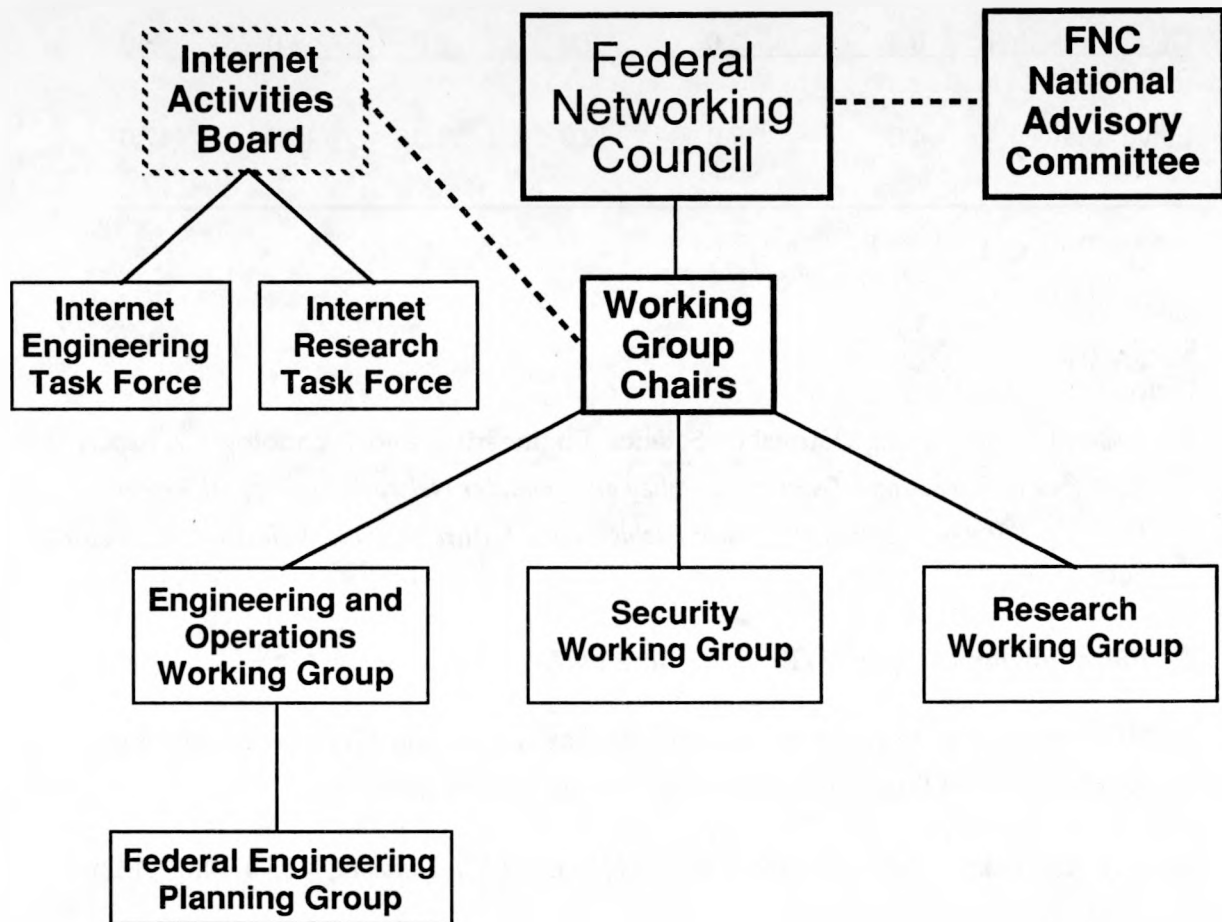 Internet
Activities
Board
Federal
Networking
Council
FNC
National
Advisory
Committee
Internet
Engineering
Task Force
Internet
Research
Task Force
Working
Group
Chairs
Engineering and
Operations
Working Group
Security
Working Group
Research
Working Group
Federal Engineering
Planning Group